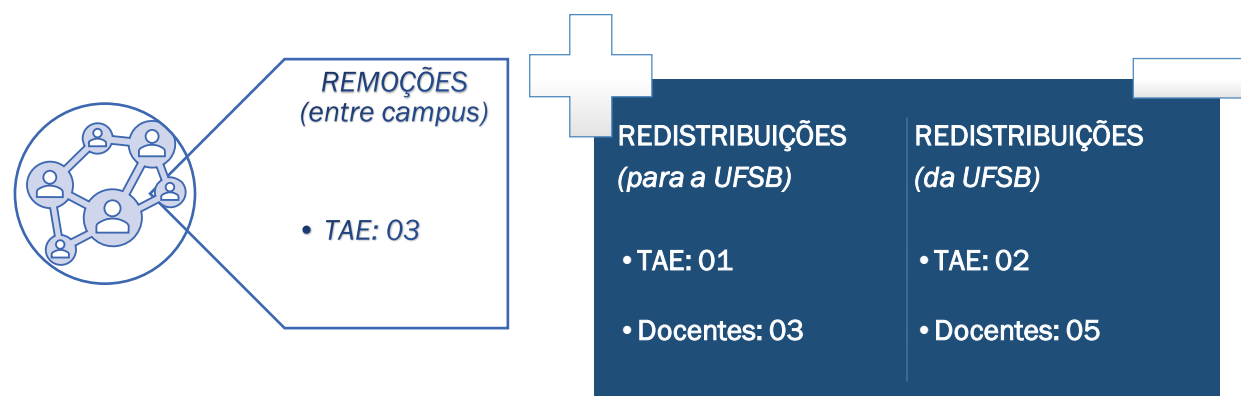 REMOÇÕES
(entre campus)
• TAE: 03
REDISTRIBUIÇÕES
(para a UFSB)
• TAE: 01
• Docentes: 03
REDISTRIBUIÇÕES
(da UFSB)
• TAE: 02
• Docentes: 05